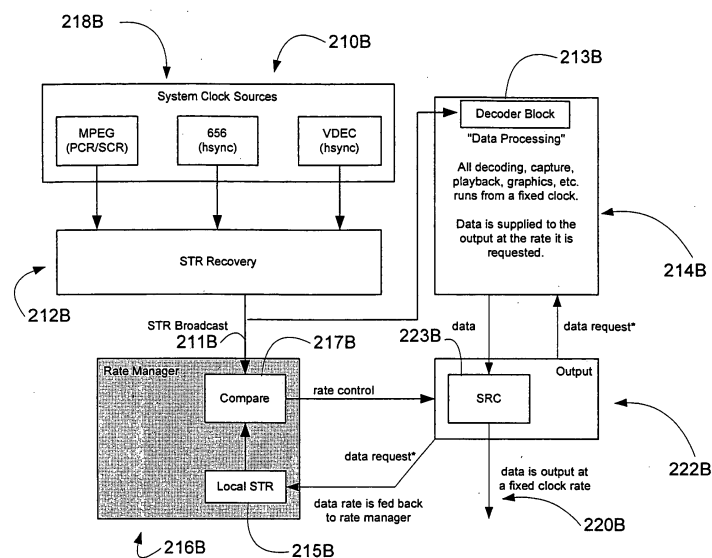 218B
210B
213B
System Clock Sources
MPEG
(PCR/SCR)
656
(hsync)
VDEC
(hsync)
Decoder Block
"Data Processing"
All decoding, capture,
playback, graphics, etc.
runs from a fixed clock.
Data is supplied to the
output at the rate it is
requested.
214B
STR Recovery
212B
STR Broadcast
211B
217B
223B
data
data request*
Rate Manager
Compare
rate control
Output
SRC
222B
data request*
Local STR
data rate is fed back
to rate manager
data is output at
a fixed clock rate
220B
216B
215B